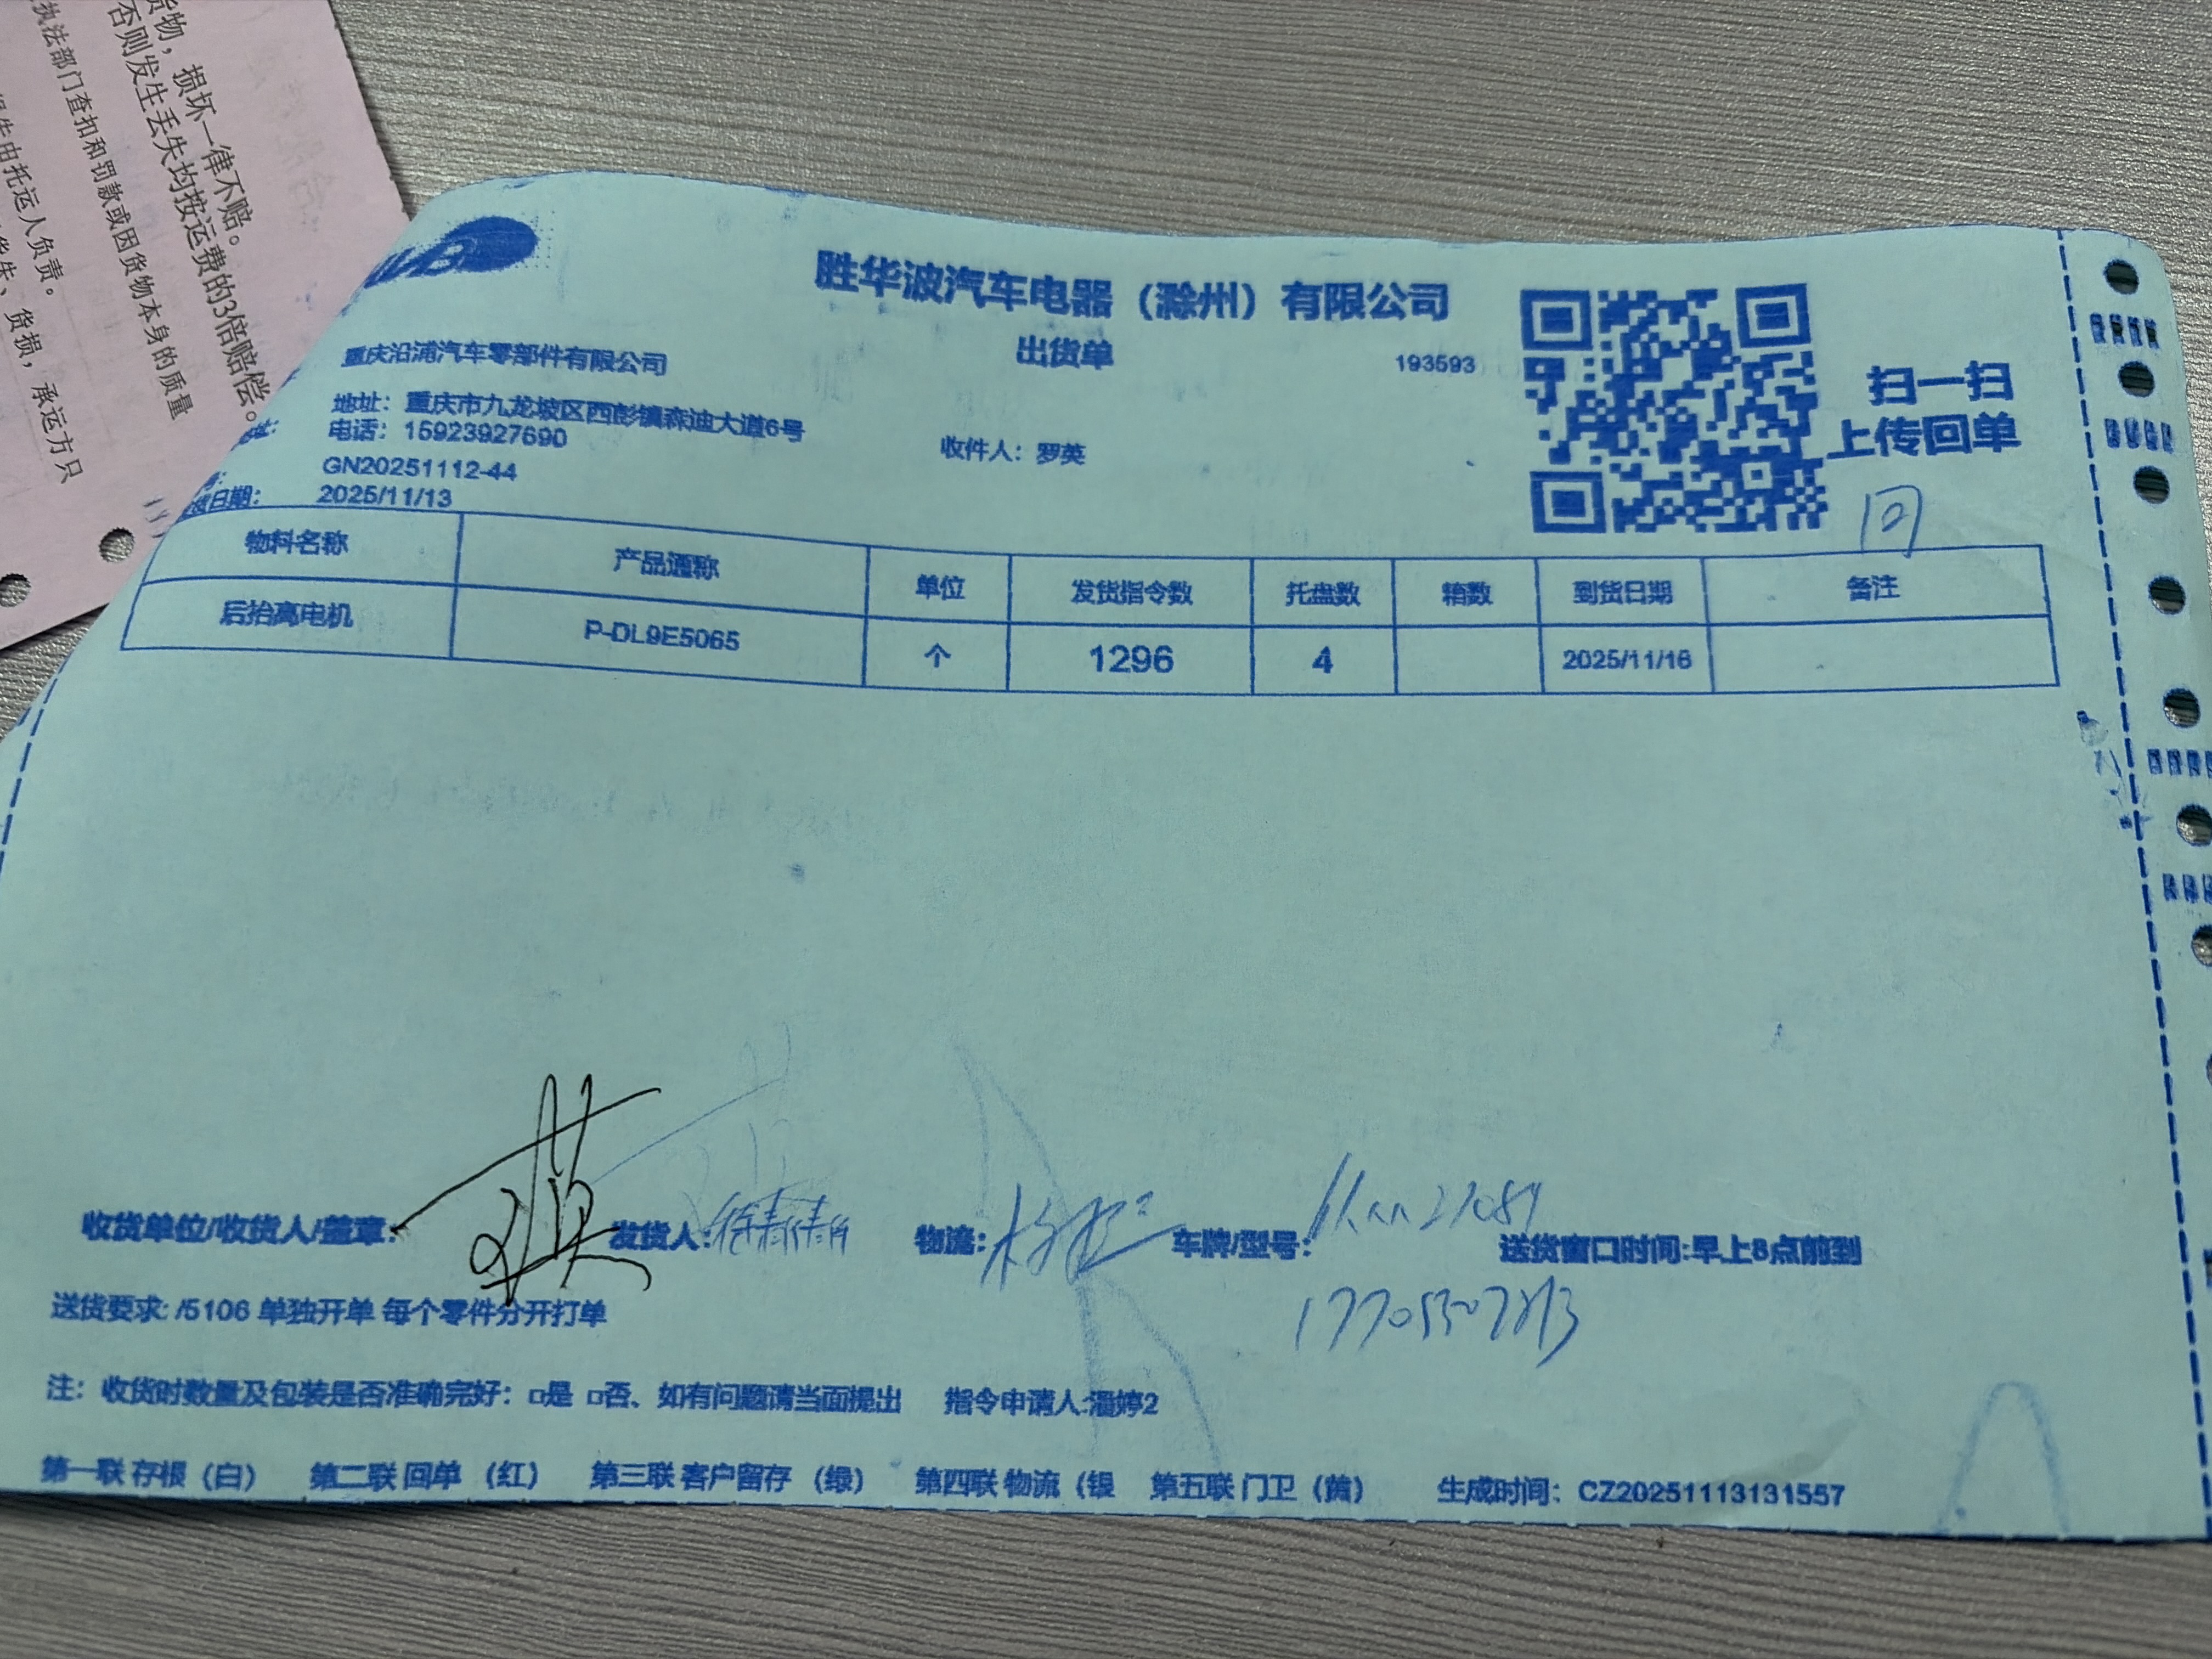 货物，损坏一律不赔。
否则发生丢失均按运费的3倍赔偿。
执法部门查扣和罚款或因货物本身的质量
由托运人负责。
货损，承运方只
胜华波汽车电器（滁州）有限公司
出货单
193593
扫一扫
上传回单
重庆沿浦汽车零部件有限公司
地址：重庆市九龙坡区西彭镇森迪大道6号
电话：15923927690
收件人：罗英
GN20251112-44
日期：2025/11/13
回
物料名称 产品通称 单位 发货指令数 托盘数 箱数 到货日期 备注
后抬高电机 P-DL9E5065 个 1296 4 2025/11/16
收货单位/收货人/盖章： 发货人:徐青青 物流: 车牌/型号: 送货窗口时间:早上8点前到
送货要求: /5106 单独开单 每个零件分开打单
注：收货时数量及包装是否准确完好：□是 □否、如有问题请当面提出 指令申请人:潘婷2
第一联 存根（白） 第二联 回单（红） 第三联 客户留存（绿） 第四联 物流（银 第五联 门卫（黄） 生成时间：CZ20251113131557